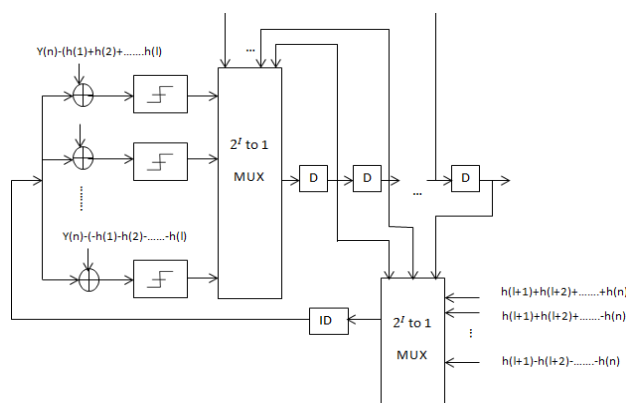 Y(n)-(h(1)+h(2)+.......h(l)
...
2^I to 1
MUX
D
D
...
D
.......
Y(n)-(-h(1)-h(2)-......-h(l)
ID
2^I to 1
MUX
h(l+1)+h(l+2)+.......+h(n)
h(l+1)+h(l+2)+.......-h(n)
...
h(l+1)-h(l+2)-.......-h(n)